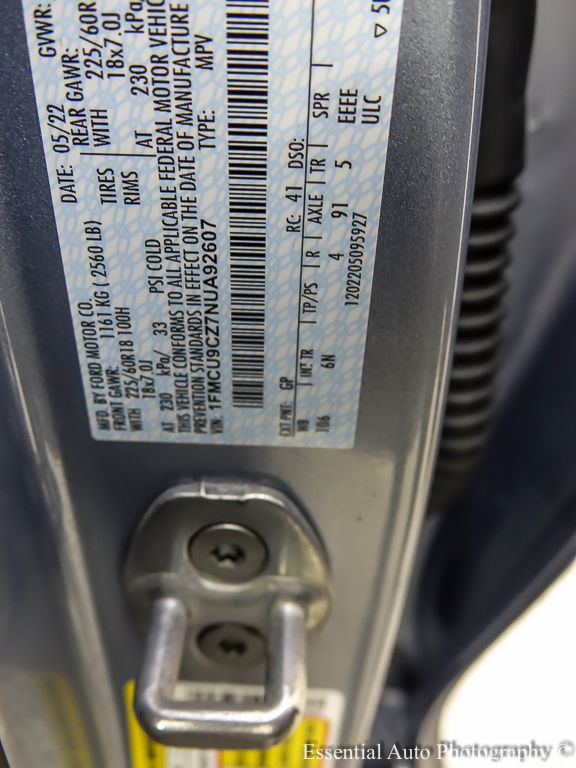 MFD. BY FORD MOTOR CO. DATE: 05/22 GVWR:
FRONT GAWR: 1161 KG ( 2560 LB) REAR GAWR:
WITH 225/60R18 100H TIRES WITH 225/60R
18x7.0J RIMS 18x7.0J
AT 230 kPa/ 33 PSI COLD AT 230 kPa,
THIS VEHICLE CONFORMS TO ALL APPLICABLE FEDERAL MOTOR VEHIC
PREVENTION STANDARDS IN EFFECT ON THE DATE OF MANUFACTURE
VIN: 1FMCU9CZ7NUA92607 TYPE: MPV
EXT PNT: GP RC: 41 DSO:
WB INT TR TP/PS R AXLE TR SPR
106 6N 4 91 5 EEEE
1202205095927 ULC
▽ 5U
Essential Auto Photography ©